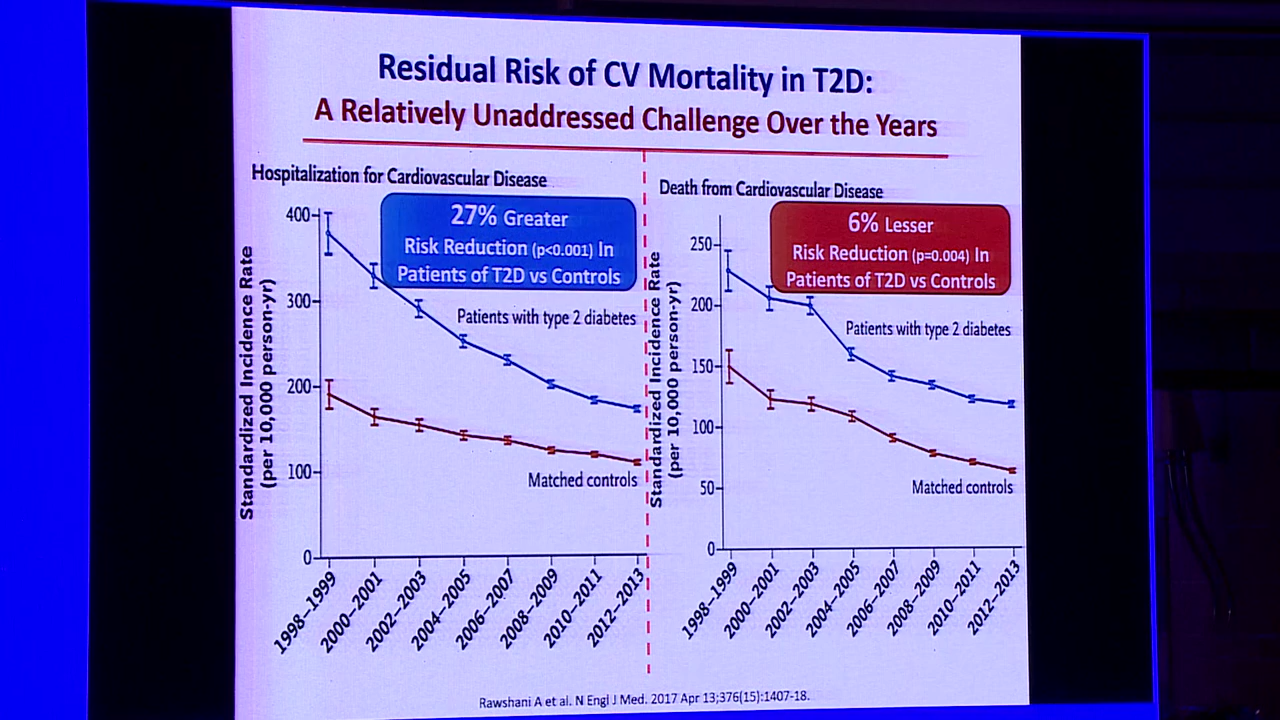 Residual Risk of CV Mortality in T2D:
A Relatively Unaddressed Challenge Over the Years
Hospitalization for Cardiovascular Disease
27% Greater
Risk Reduction (p<0.001) In
Patients of T2D vs Controls
Standardized Incidence Rate
(per 10,000 person-yr)
400
300
200
100
0
Patients with type 2 diabetes
Matched controls
1998–1999
2000–2001
2002–2003
2004–2005
2006–2007
2008–2009
2010–2011
2012–2013
Death from Cardiovascular Disease
6% Lesser
Risk Reduction (p=0.004) In
Patients of T2D vs Controls
Standardized Incidence Rate
(per 10,000 person-yr)
250
200
150
100
50
0
Patients with type 2 diabetes
Matched controls
1998–1999
2000–2001
2002–2003
2004–2005
2006–2007
2008–2009
2010–2011
2012–2013
Rawshani A et al. N Engl J Med. 2017 Apr 13;376(15):1407-18.